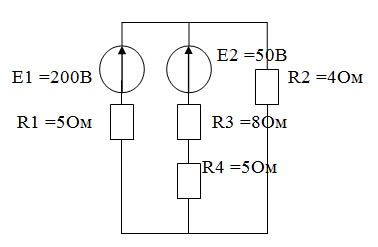 E2 =50В
E1 =200В
R2 =4Ом
R1 =5Ом
R3 =8Ом
R4 =5Ом